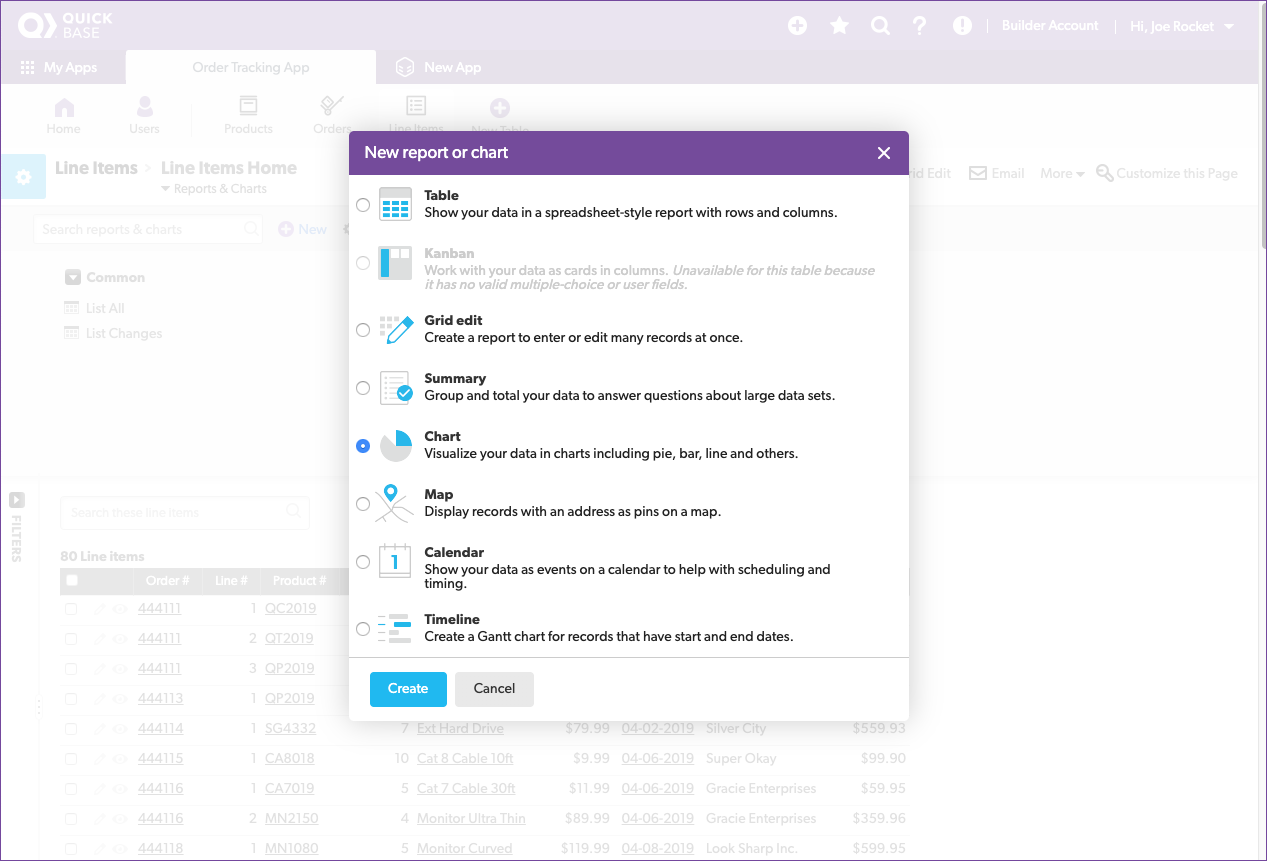 QUICK BASE
Builder Account
Hi, Joe Rocket
My Apps
Order Tracking App
New App
Home
Users
Products
Orders
Line Items
New Table
Line Items
Line Items Home
Reports & Charts
rid Edit
Email
More
Customize this Page
Search reports & charts
New
Common
List All
List Changes
New report or chart
Table
Show your data in a spreadsheet-style report with rows and columns.
Kanban
Work with your data as cards in columns. Unavailable for this table because
it has no valid multiple-choice or user fields.
Grid edit
Create a report to enter or edit many records at once.
Summary
Group and total your data to answer questions about large data sets.
Chart
Visualize your data in charts including pie, bar, line and others.
Map
Display records with an address as pins on a map.
1
Calendar
Show your data as events on a calendar to help with scheduling and
timing.
Timeline
Create a Gantt chart for records that have start and end dates.
Create
Cancel
FILTERS
Search these line items
80 Line items
Order # Line # Product #
444111 1 QC2019
444111 2 QT2019
444111 3 QP2019
444113 1 QP2019
444114 1 SG4332 7 Ext Hard Drive $79.99 04-02-2019 Silver City $559.93
444115 1 CA8018 10 Cat 8 Cable 10ft $9.99 04-06-2019 Super Okay $99.90
444116 1 CA7019 5 Cat 7 Cable 30ft $11.99 04-06-2019 Gracie Enterprises $59.95
444116 2 MN2150 4 Monitor Ultra Thin $89.99 04-06-2019 Gracie Enterprises $359.96
444118 1 MN1080 5 Monitor Curved $119.99 04-08-2019 Look Sharp Inc. $599.95